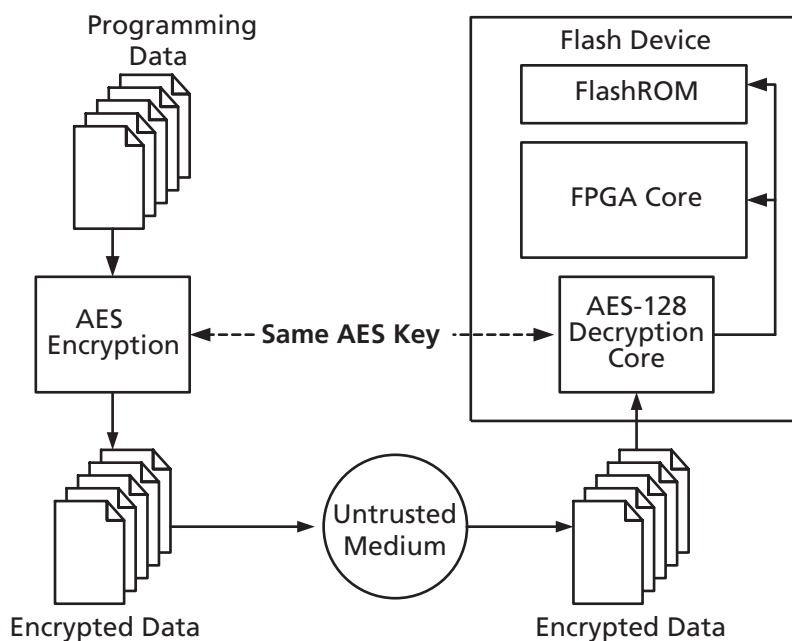 Programming
Data
Flash Device
FlashROM
FPGA Core
AES
Encryption
Same AES Key
AES-128
Decryption
Core
Untrusted
Medium
Encrypted Data
Encrypted Data